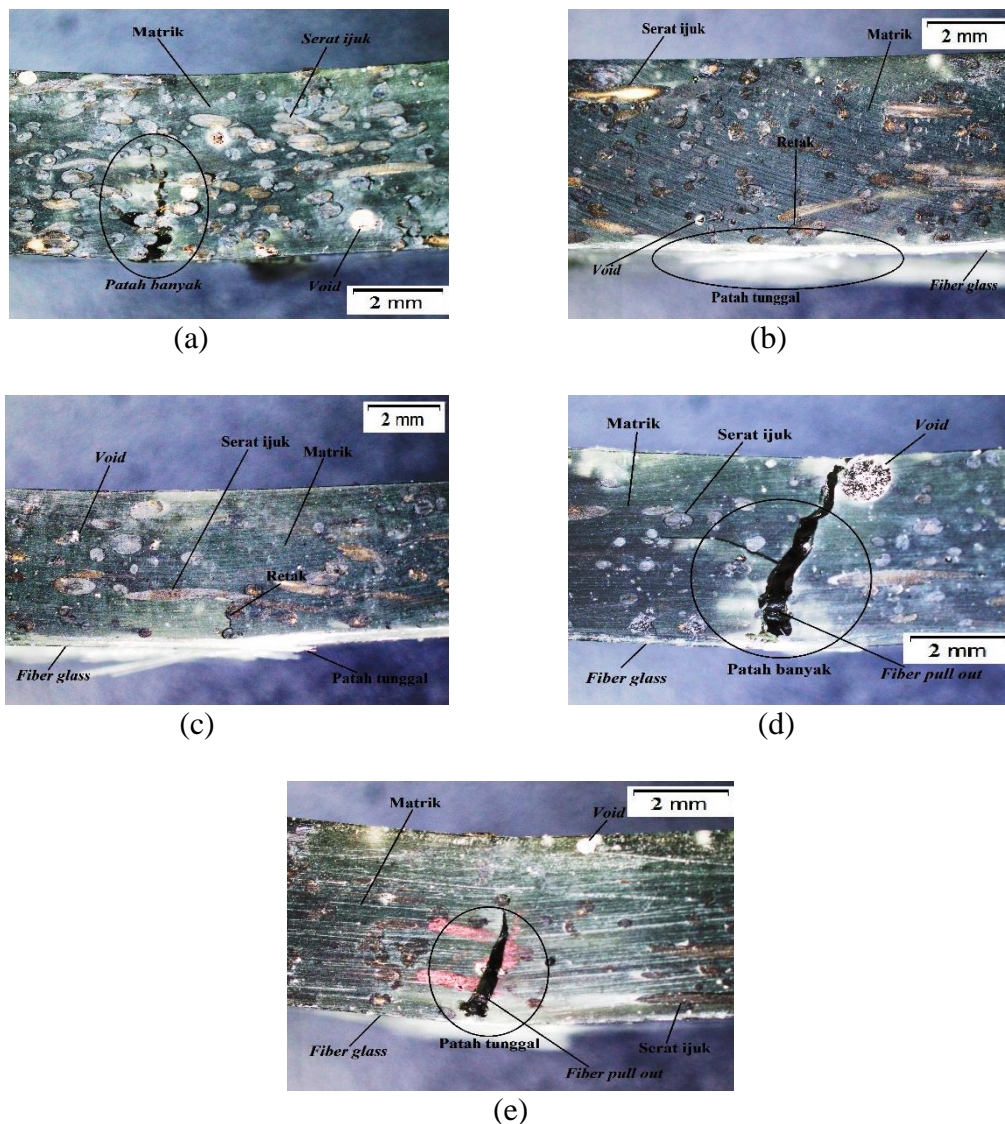 Matrik
Serat ijuk
Patah banyak
Void
2 mm
(a)
Serat ijuk
Matrik
2 mm
Retak
Void
Patah tunggal
Fiber glass
(b)
2 mm
Void
Serat ijuk
Matrik
Retak
Fiber glass
Patah tunggal
(c)
Matrik
Serat ijuk
Void
Patah banyak
2 mm
Fiber glass
Fiber pull out
(d)
Matrik
Void
2 mm
Patah tunggal
Fiber glass
Fiber pull out
Serat ijuk
(e)